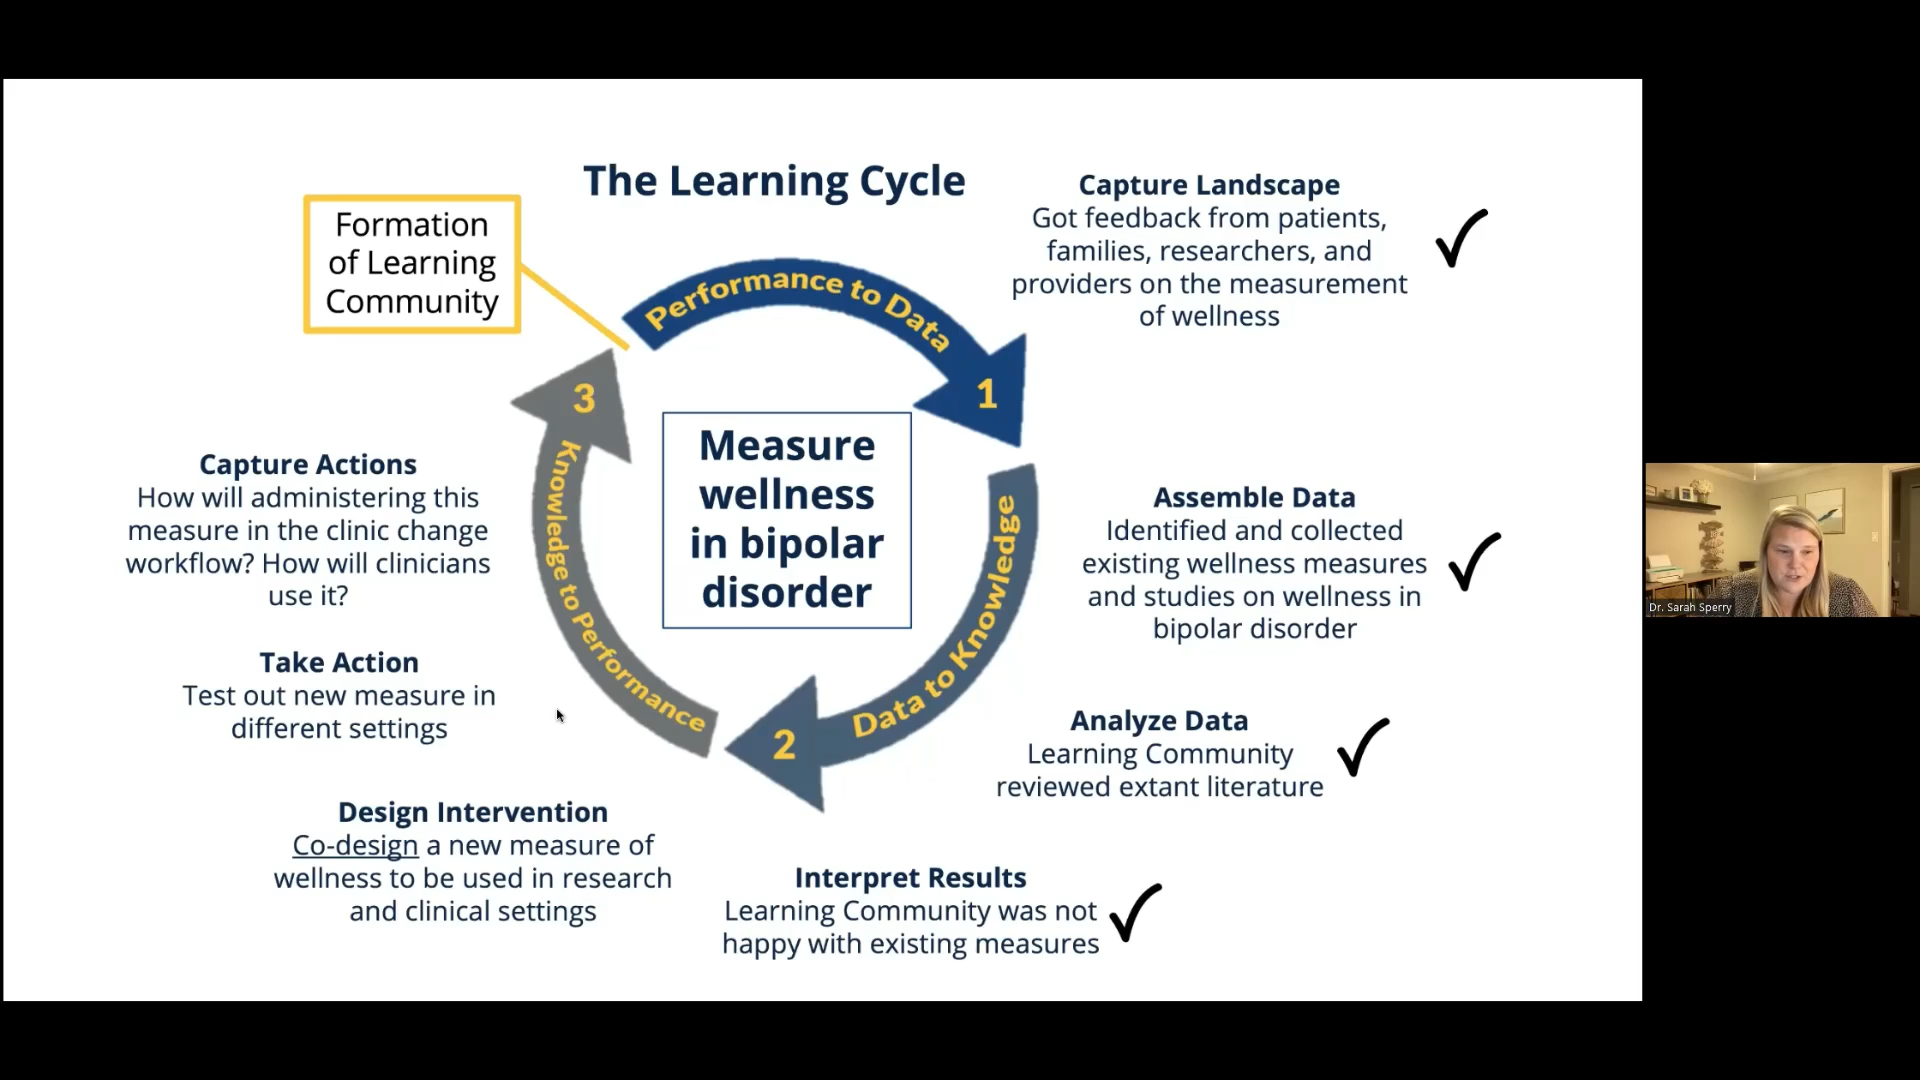 The Learning Cycle
Formation
of Learning
Community
Performance to Data
1
Capture Landscape
Got feedback from patients,
families, researchers, and
providers on the measurement
of wellness
Measure
wellness
in bipolar
disorder
Data to Knowledge
2
Assemble Data
Identified and collected
existing wellness measures
and studies on wellness in
bipolar disorder
Analyze Data
Learning Community
reviewed extant literature
Interpret Results
Learning Community was not
happy with existing measures
Knowledge to Performance
3
Design Intervention
Co-design a new measure of
wellness to be used in research
and clinical settings
Take Action
Test out new measure in
different settings
Capture Actions
How will administering this
measure in the clinic change
workflow? How will clinicians
use it?
Dr. Sarah Sperry